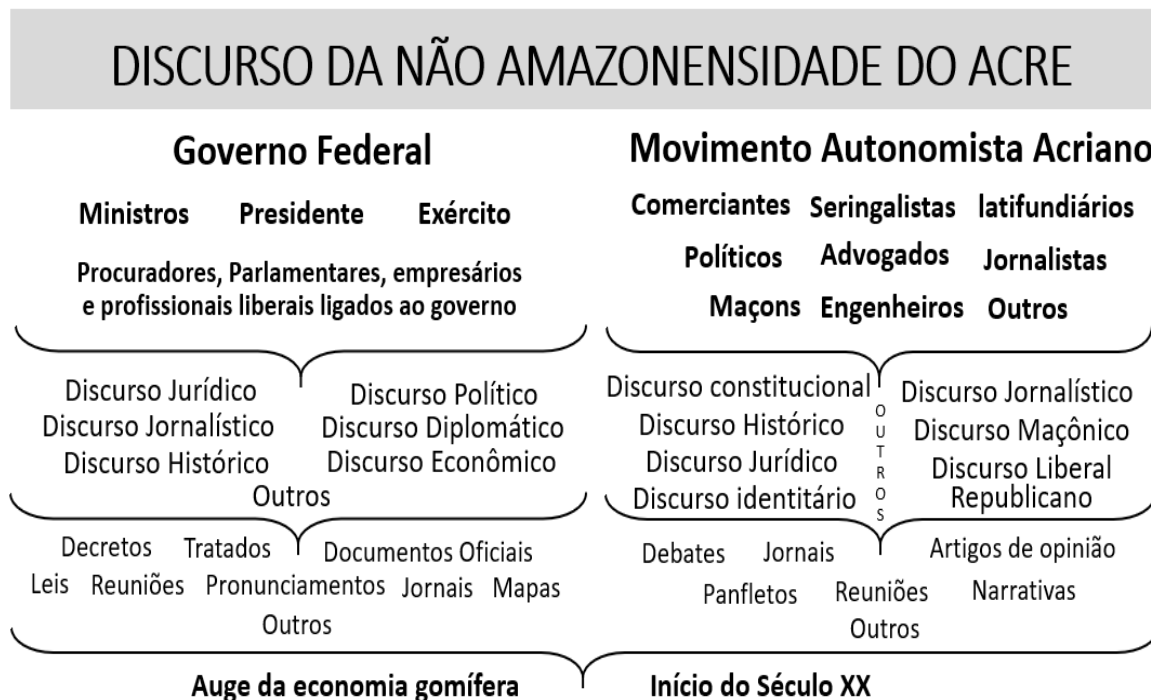 DISCURSO DA NÃO AMAZONENSIDADE DO ACRE
Governo Federal
Ministros Presidente Exército
Procuradores, Parlamentares, empresários
e profissionais liberais ligados ao governo
Discurso Jurídico Discurso Político
Discurso Jornalístico Discurso Diplomático
Discurso Histórico Discurso Econômico
Outros
Decretos Tratados Documentos Oficiais
Leis Reuniões Pronunciamentos Jornais Mapas
Outros
Movimento Autonomista Acriano
Comerciantes Seringalistas latifundiários
Políticos Advogados Jornalistas
Maçons Engenheiros Outros
Discurso constitucional
Discurso Histórico
Discurso Jurídico
Discurso identitário
OUTROS
Discurso Jornalístico
Discurso Maçônico
Discurso Liberal
Republicano
Debates Jornais Artigos de opinião
Panfletos Reuniões Narrativas
Outros
Auge da economia gomífera Início do Século XX